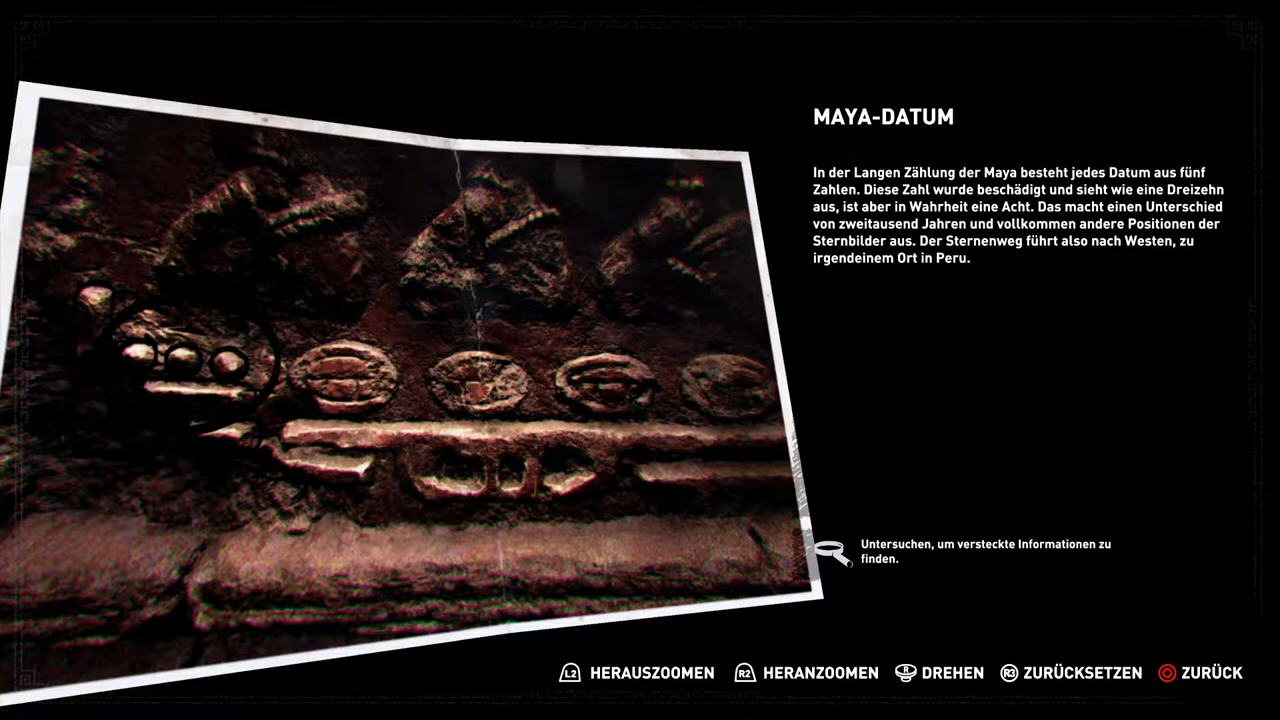 MAYA-DATUM
In der Langen Zählung der Maya besteht jedes Datum aus fünf
Zahlen. Diese Zahl wurde beschädigt und sieht wie eine Dreizehn
aus, ist aber in Wahrheit eine Acht. Das macht einen Unterschied
von zweitausend Jahren und vollkommen andere Positionen der
Sternbilder aus. Der Sternenweg führt also nach Westen, zu
irgendeinem Ort in Peru.
Untersuchen, um versteckte Informationen zu
finden.
L2 HERAUSZOOMEN R2 HERANZOOMEN R DREHEN R3 ZURÜCKSETZEN ZURÜCK